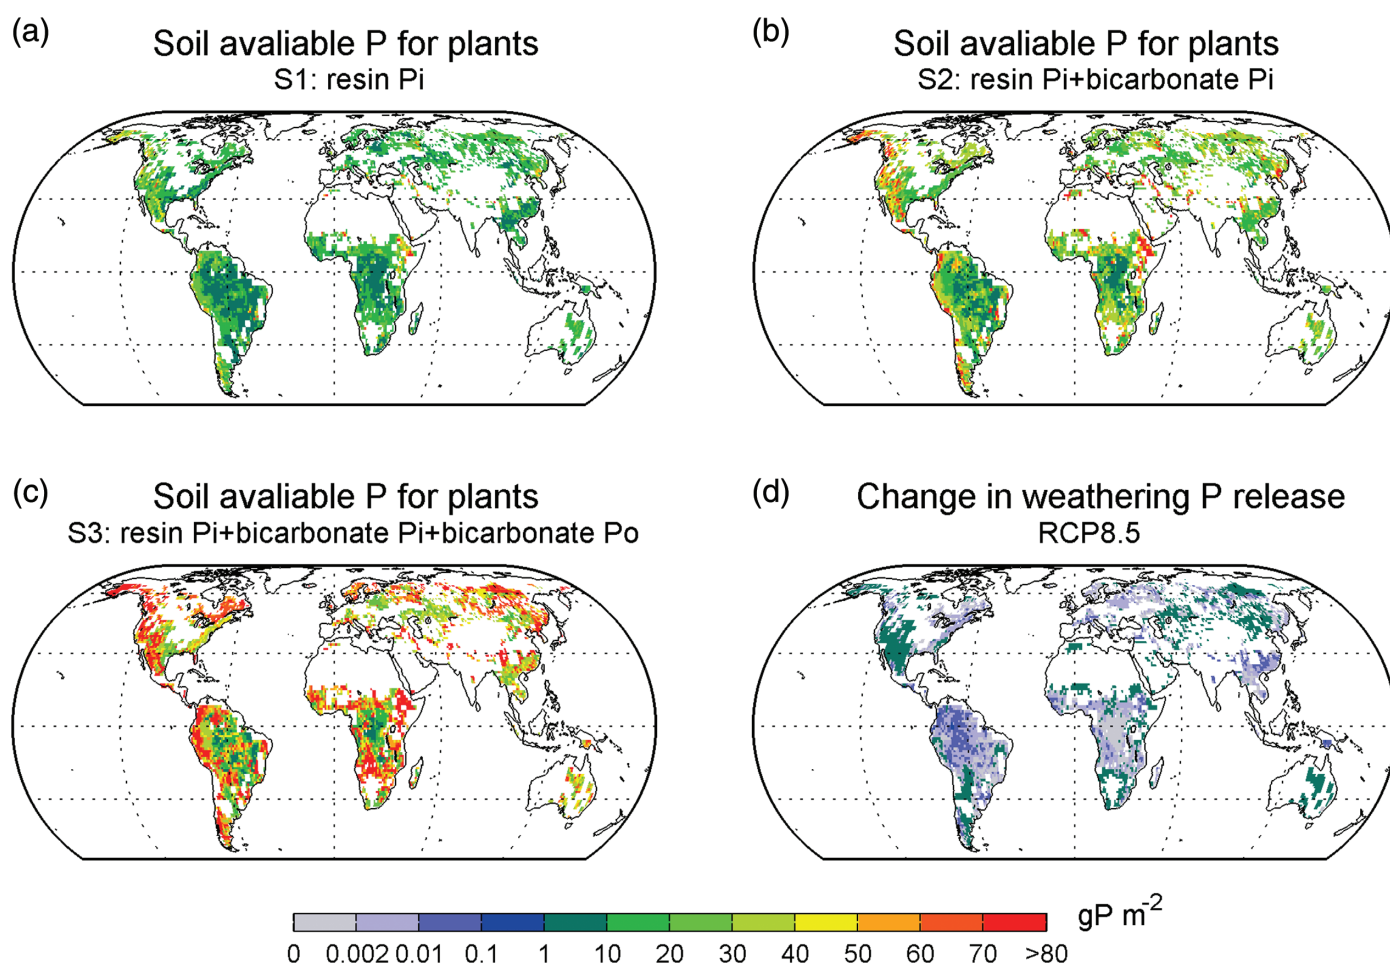 (a)
Soil avaliable P for plants
S1: resin Pi
(b)
Soil avaliable P for plants
S2: resin Pi+bicarbonate Pi
(c)
Soil avaliable P for plants
S3: resin Pi+bicarbonate Pi+bicarbonate Po
(d)
Change in weathering P release
RCP8.5
gP m-2
0 0.002 0.01 0.1 1 10 20 30 40 50 60 70 >80